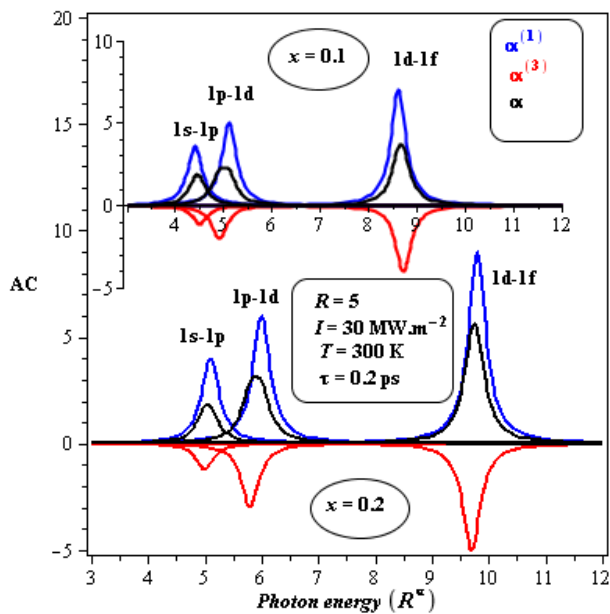 20
15
10
5
0
−5
AC
10
5
0
−5
x = 0.1
α(1)
α(3)
α
1s-1p
1p-1d
1d-1f
4 5 6 7 8 9 10 11 12
R = 5
I = 30 MW.m−2
T = 300 K
τ = 0.2 ps
1s-1p
1p-1d
1d-1f
x = 0.2
3 4 5 6 7 8 9 10 11 12
Photon energy (R*)